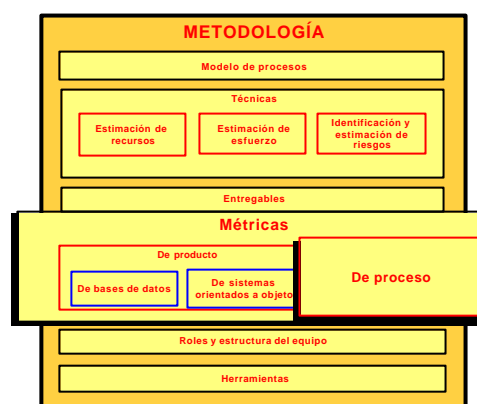 METODOLOGÍA
Modelo de procesos
Técnicas
Estimación de
recursos
Estimación de
esfuerzo
Identificación y
estimación de
riesgos
Entregables
Métricas
De producto
De bases de datos
De sistemas
orientados a objeto
De proceso
Roles y estructura del equipo
Herramientas